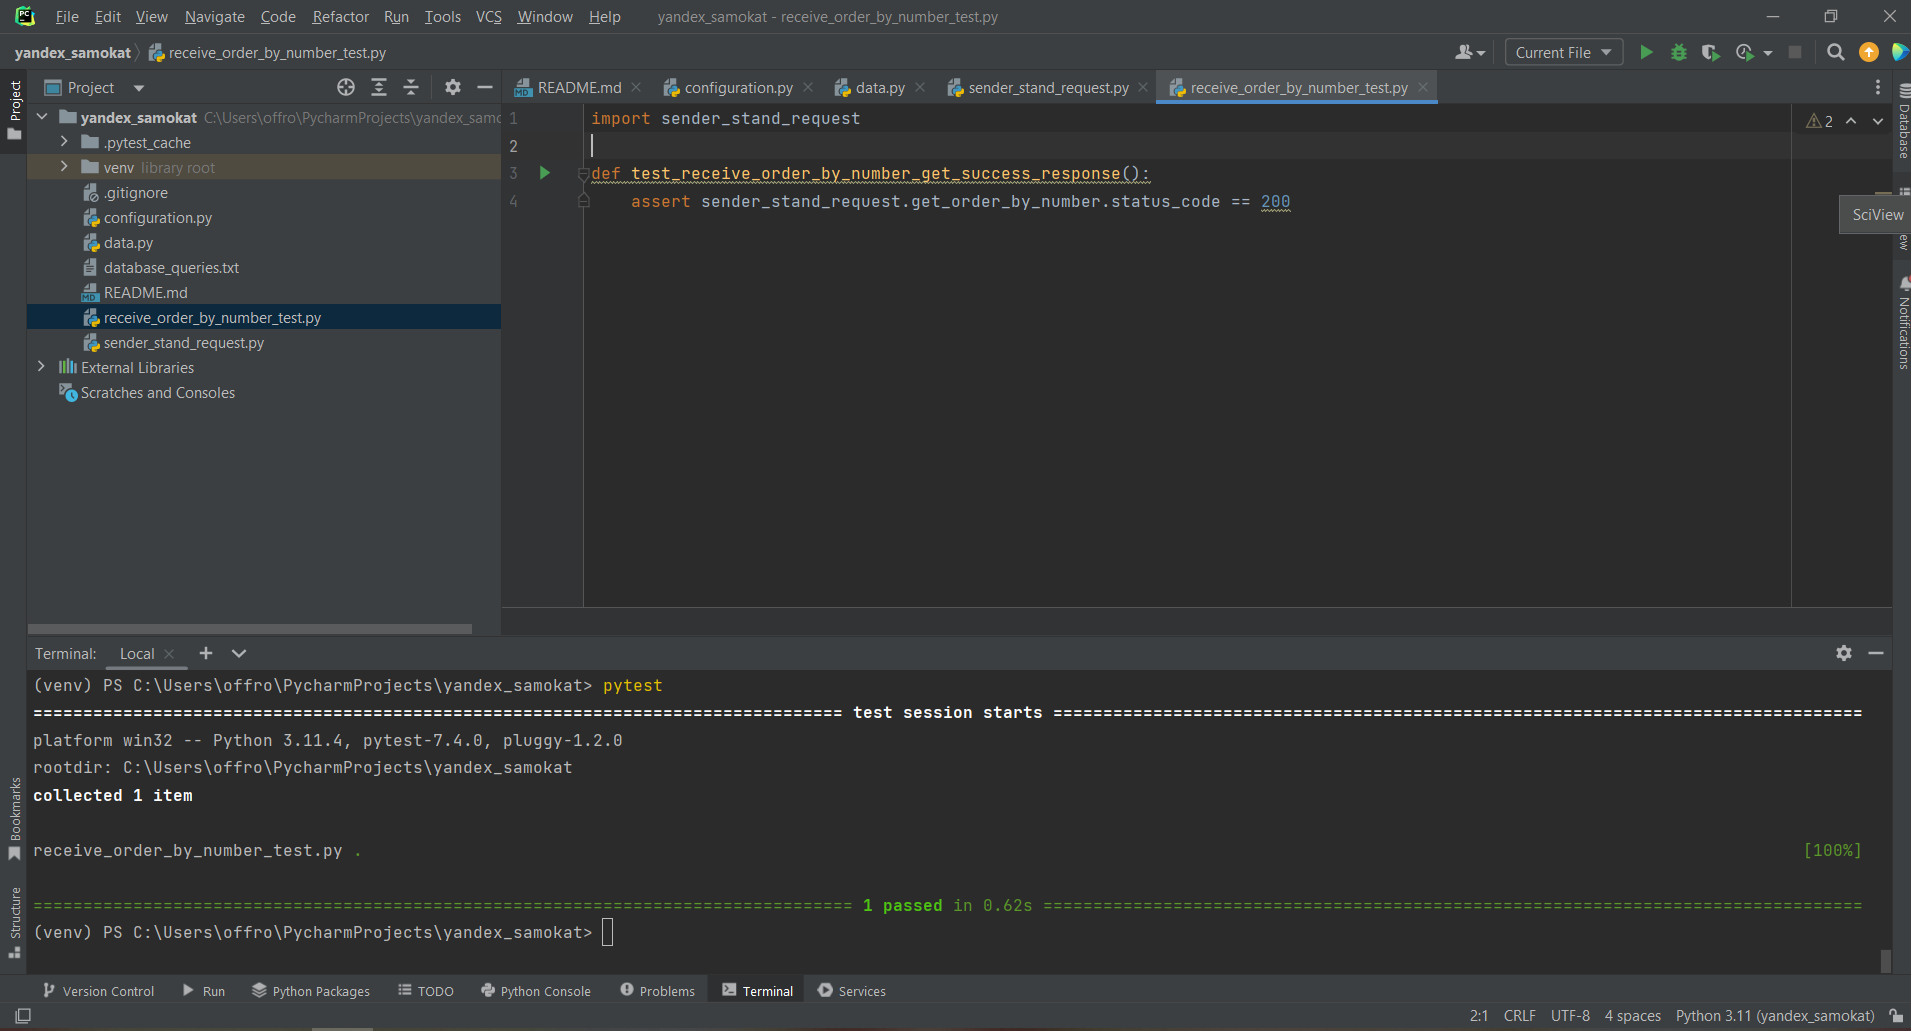 PC File Edit View Navigate Code Refactor Run Tools VCS Window Help yandex_samokat - receive_order_by_number_test.py
yandex_samokat receive_order_by_number_test.py Current File
Project
Project
README.md configuration.py data.py sender_stand_request.py receive_order_by_number_test.py
yandex_samokat C:\Users\offro\PycharmProjects\yandex_samo
.pytest_cache
venv library root
.gitignore
configuration.py
data.py
database_queries.txt
README.md
receive_order_by_number_test.py
sender_stand_request.py
External Libraries
Scratches and Consoles
1 import sender_stand_request
2
3 def test_receive_order_by_number_get_success_response():
4 assert sender_stand_request.get_order_by_number.status_code == 200
2
Database
SciView
ew
Notifications
Terminal: Local
(venv) PS C:\Users\offro\PycharmProjects\yandex_samokat> pytest
================================================================================= test session starts =================================================================================
platform win32 -- Python 3.11.4, pytest-7.4.0, pluggy-1.2.0
rootdir: C:\Users\offro\PycharmProjects\yandex_samokat
collected 1 item
receive_order_by_number_test.py . [100%]
================================================================================== 1 passed in 0.62s ==================================================================================
(venv) PS C:\Users\offro\PycharmProjects\yandex_samokat>
Bookmarks
Structure
Version Control Run Python Packages TODO Python Console Problems Terminal Services
2:1 CRLF UTF-8 4 spaces Python 3.11 (yandex_samokat)